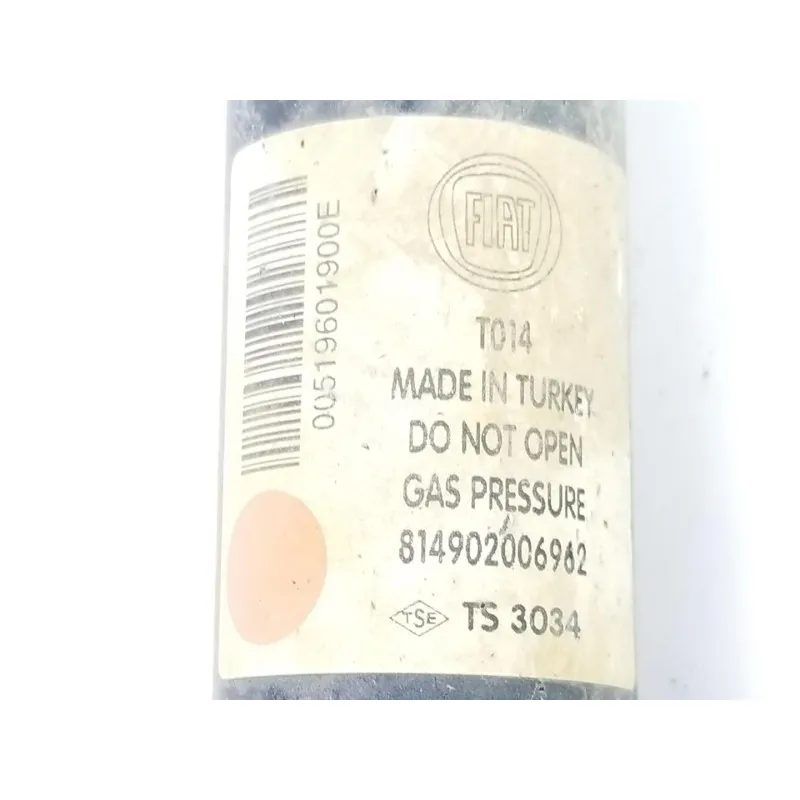 FIAT
T014
MADE IN TURKEY
DO NOT OPEN
GAS PRESSURE
814902006962
TSE TS 3034
00519601900E